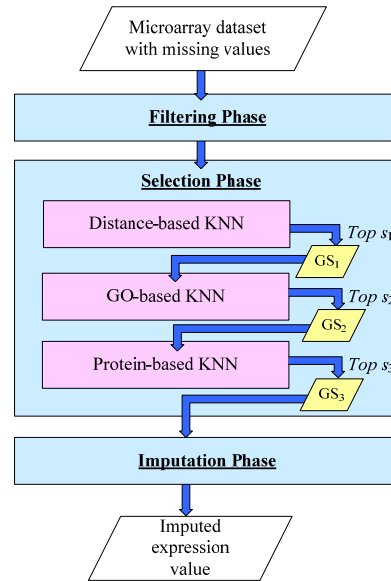 Microarray dataset
with missing values
Filtering Phase
Selection Phase
Distance-based KNN
Top s1
GS1
GO-based KNN
Top s2
GS2
Protein-based KNN
Top s3
GS3
Imputation Phase
Imputed
expression
value